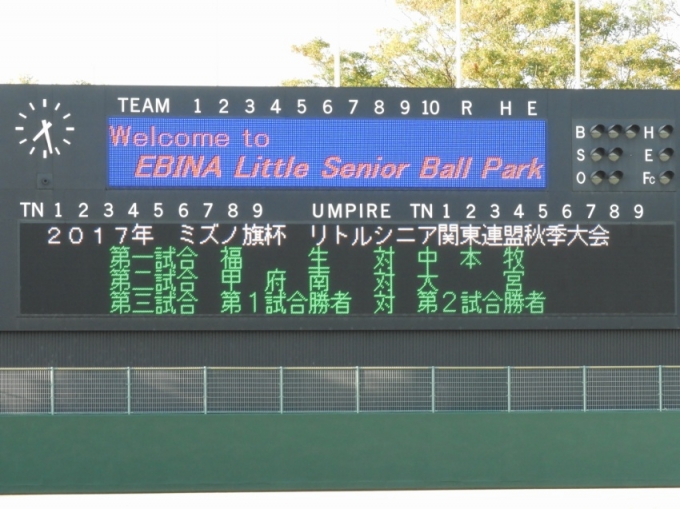 TEAM 1 2 3 4 5 6 7 8 9 10 R H E
Welcome to
EBINA Little Senior Ball Park
B H
S E
O Fc
TN 1 2 3 4 5 6 7 8 9 UMPIRE TN 1 2 3 4 5 6 7 8 9
2017年 ミズノ旗杯 リトルシニア関東連盟秋季大会
第一試合 福 生 対 中 本 牧
第二試合 甲 府 南 対 大 宮
第三試合 第1試合勝者 対 第2試合勝者